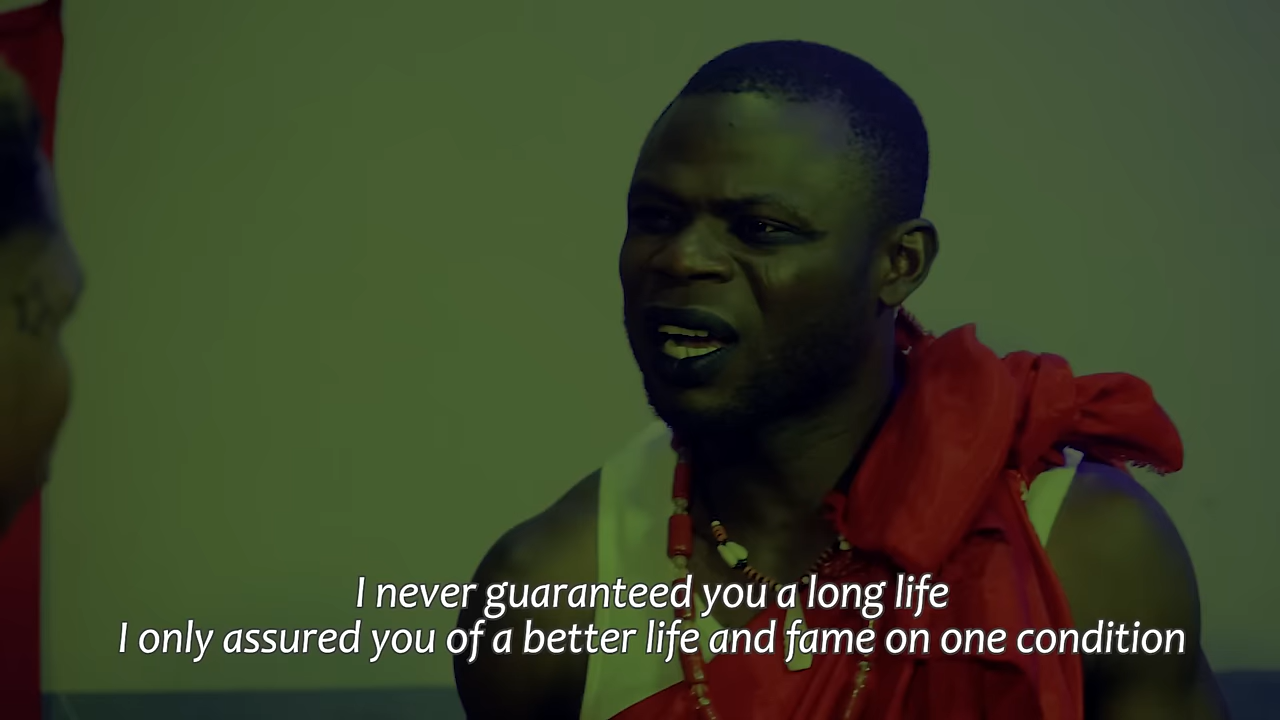 I never guaranteed you a long life
I only assured you of a better life and fame on one condition